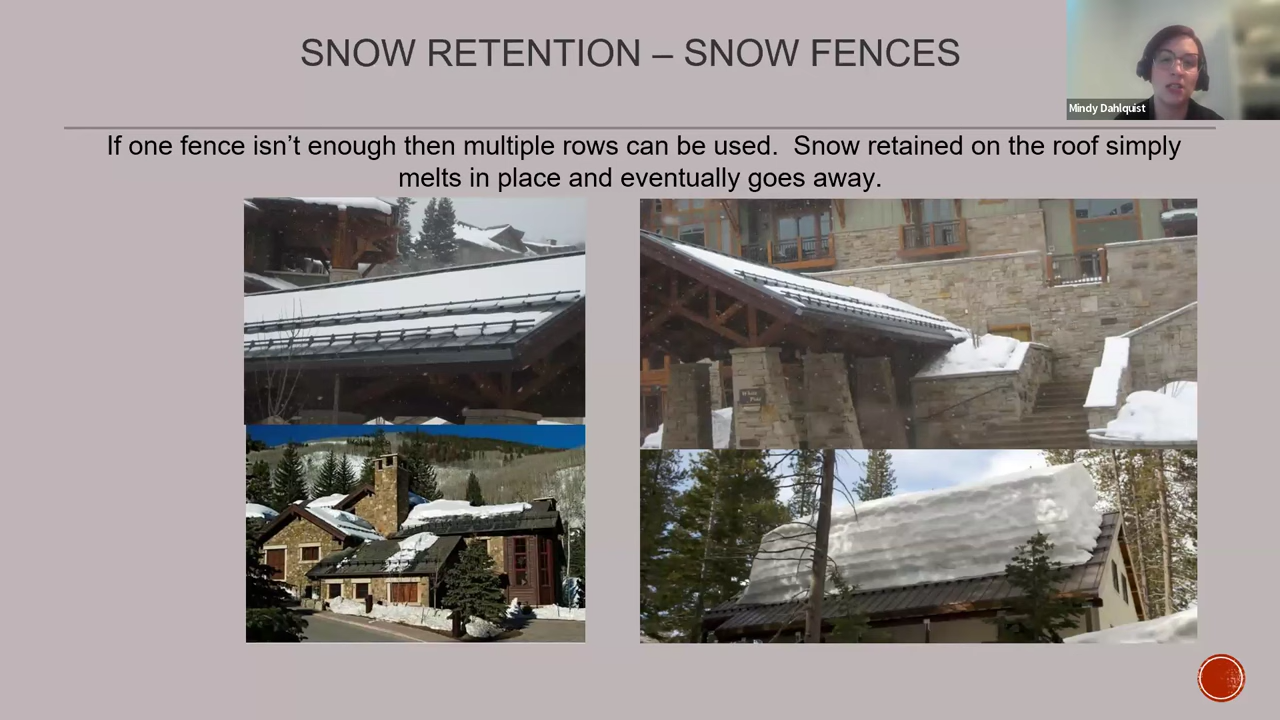 SNOW RETENTION – SNOW FENCES
Mindy Dahlquist
If one fence isn’t enough then multiple rows can be used.  Snow retained on the roof simply
melts in place and eventually goes away.